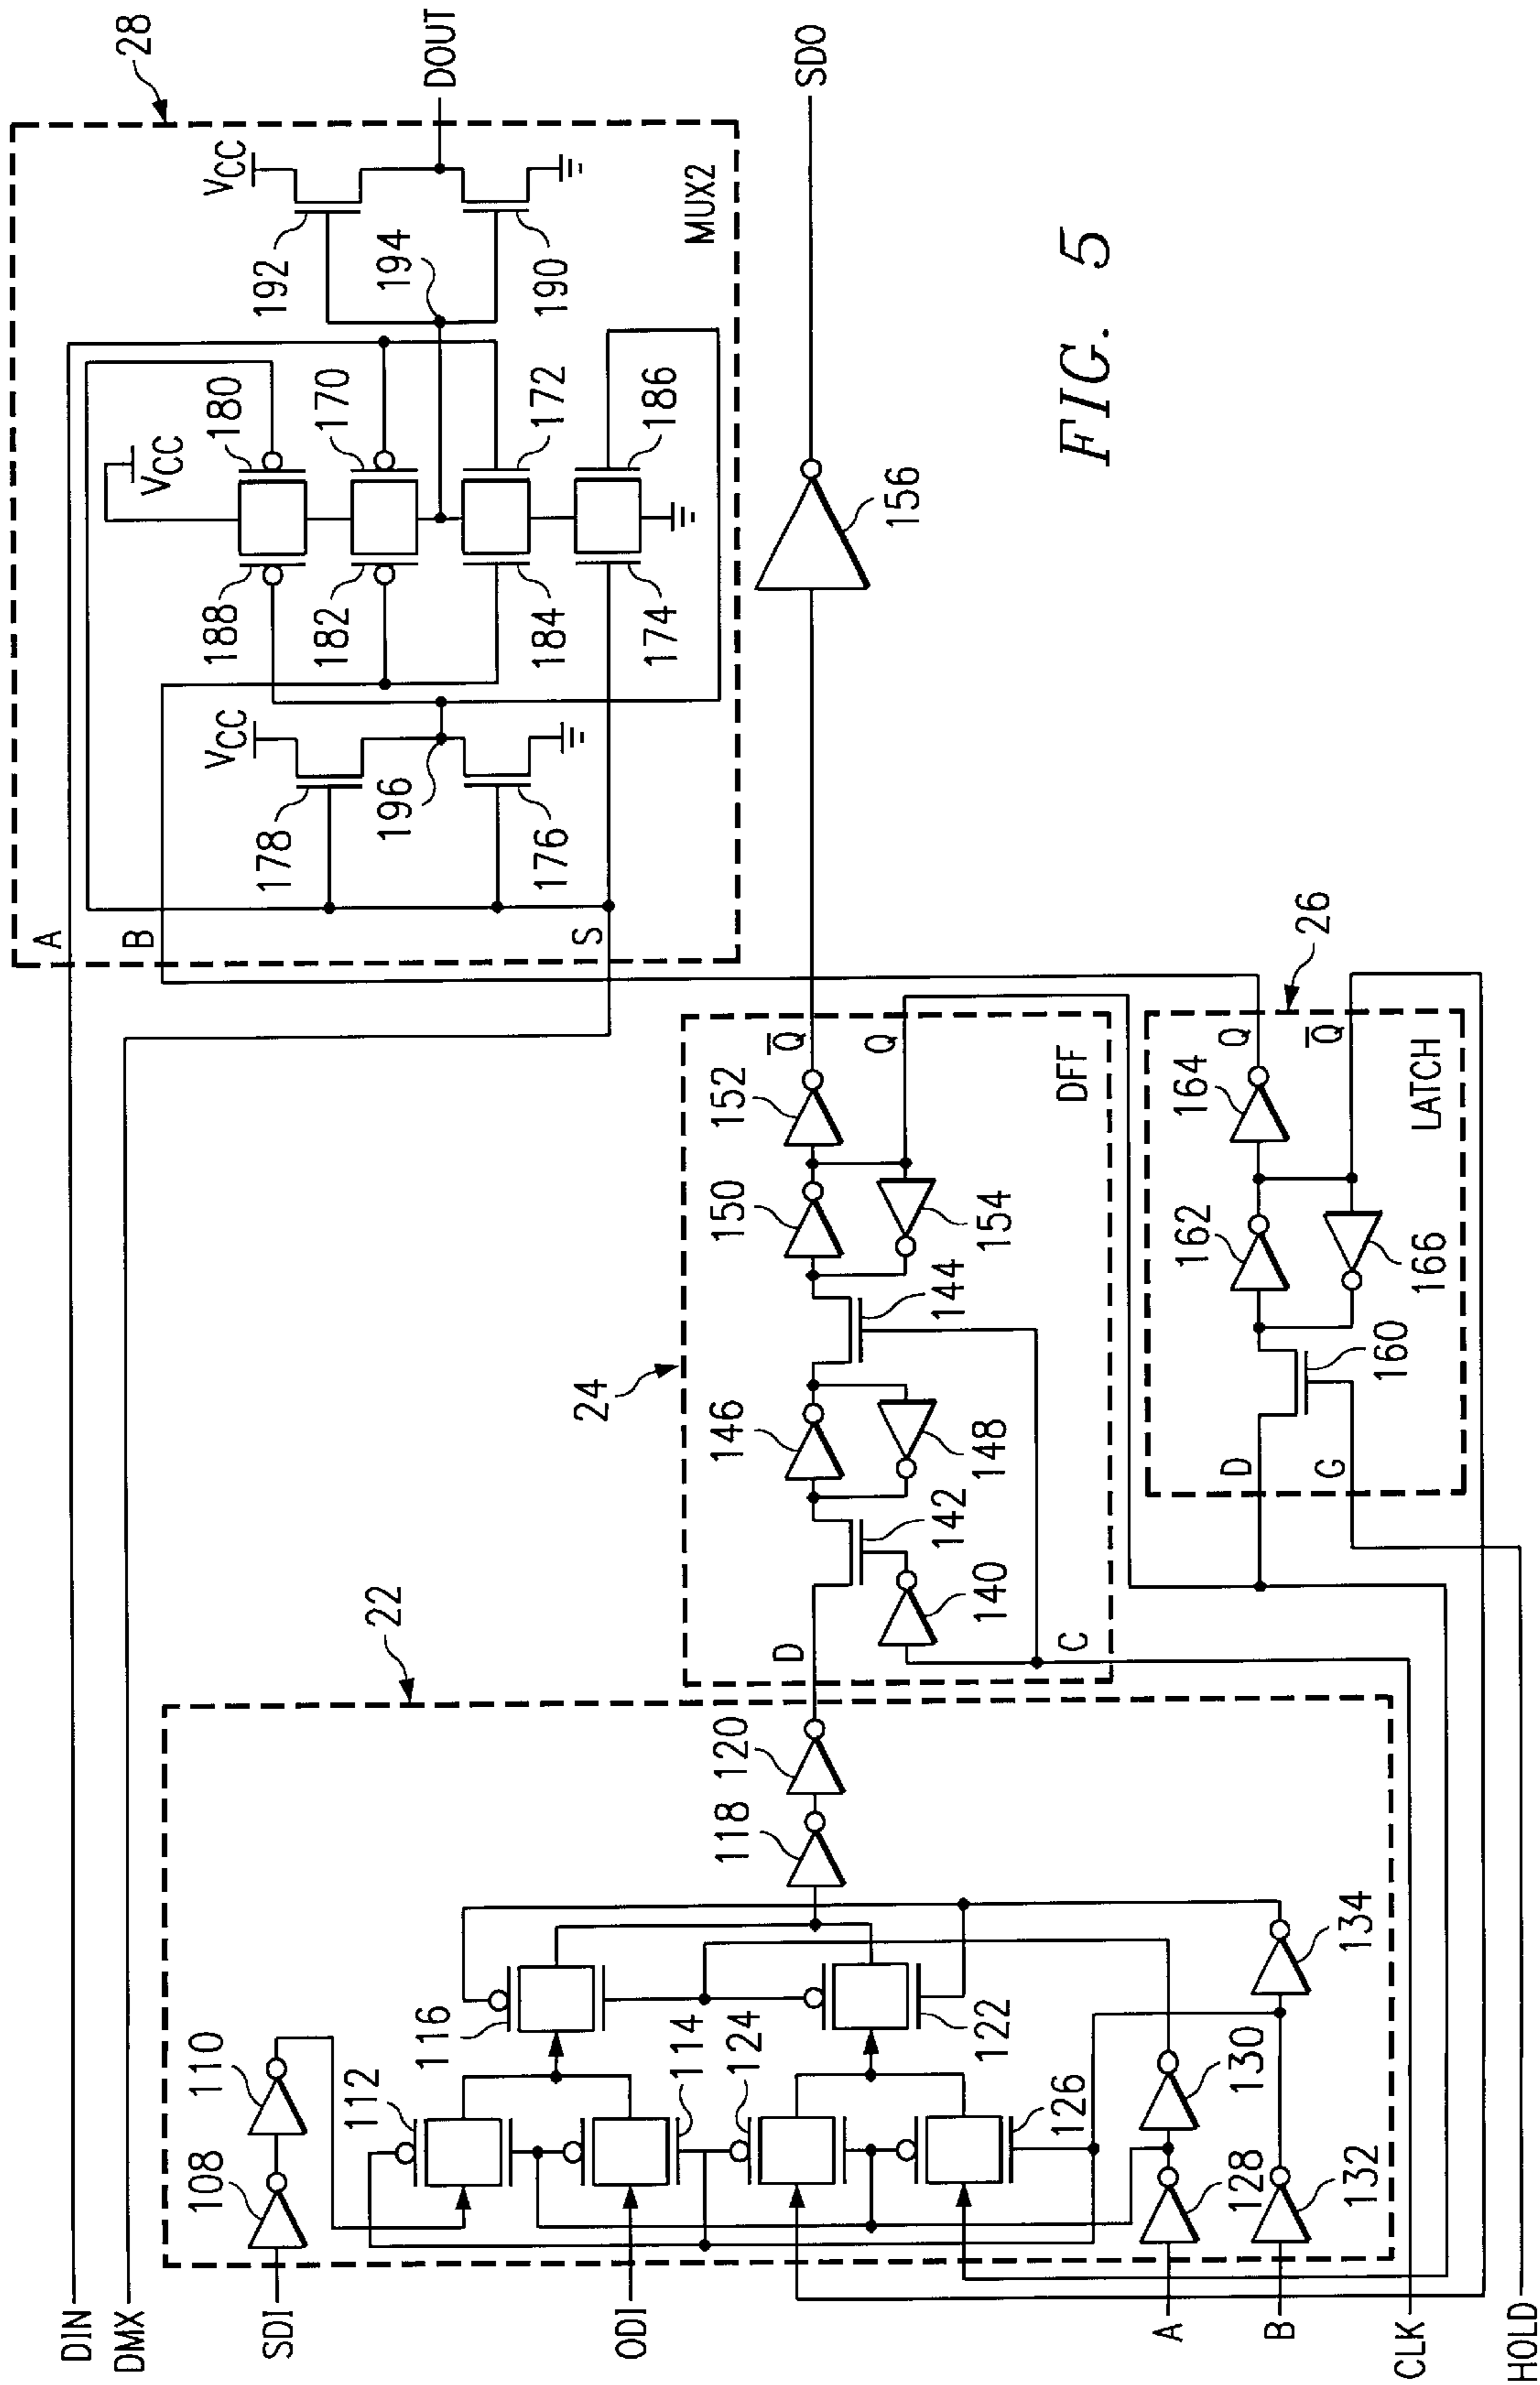 DIN
DMX
SDI
ODI
A
B
CLK
HOLD
22
108
110
112
116
114
124
122
126
128
130
132
134
118
120
24
D
C
140
142
146
148
144
150
152
154
Q
Q
DFF
26
D
G
160
162
164
166
Q
Q
LATCH
28
A
B
S
VCC
178
196
176
VCC
188
180
182
170
184
172
174
186
VCC
192
194
190
MUX2
DOUT
156
SDO
FIG. 5